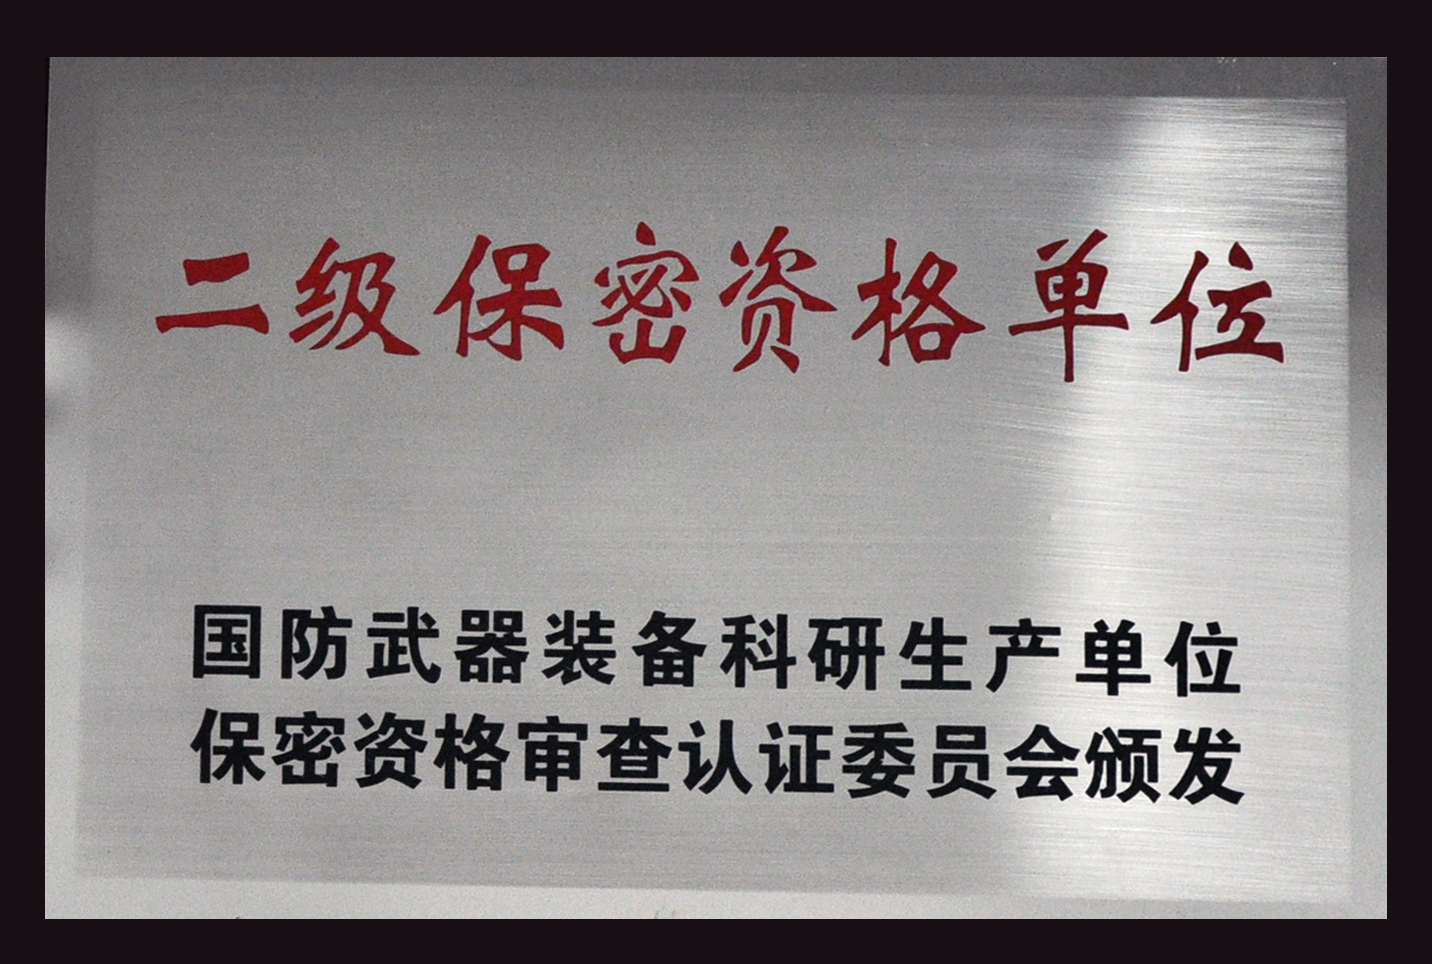 二级保密资格单位
国防武器装备科研生产单位
保密资格审查认证委员会颁发